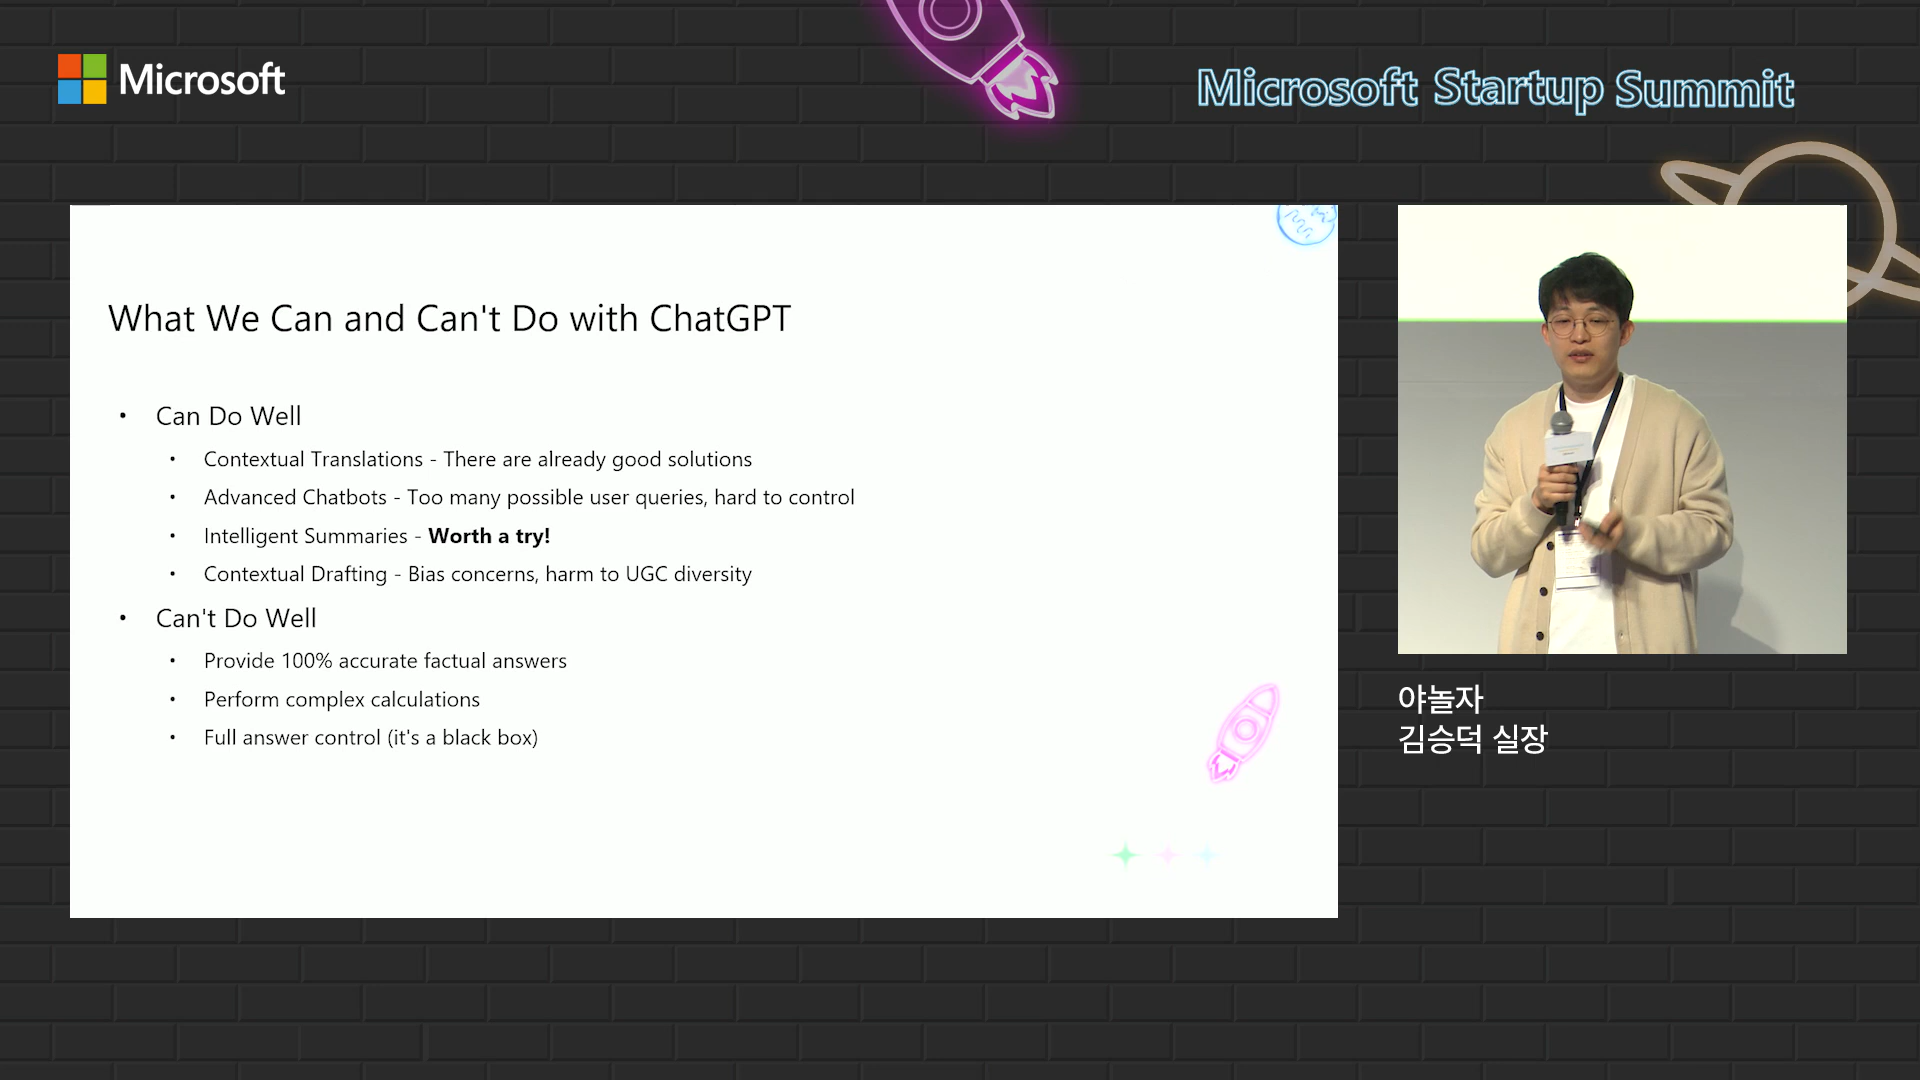 Microsoft
Microsoft Startup Summit
What We Can and Can't Do with ChatGPT
• Can Do Well
• Contextual Translations - There are already good solutions
• Advanced Chatbots - Too many possible user queries, hard to control
• Intelligent Summaries - Worth a try!
• Contextual Drafting - Bias concerns, harm to UGC diversity
• Can't Do Well
• Provide 100% accurate factual answers
• Perform complex calculations
• Full answer control (it's a black box)
야놀자
김승덕 실장